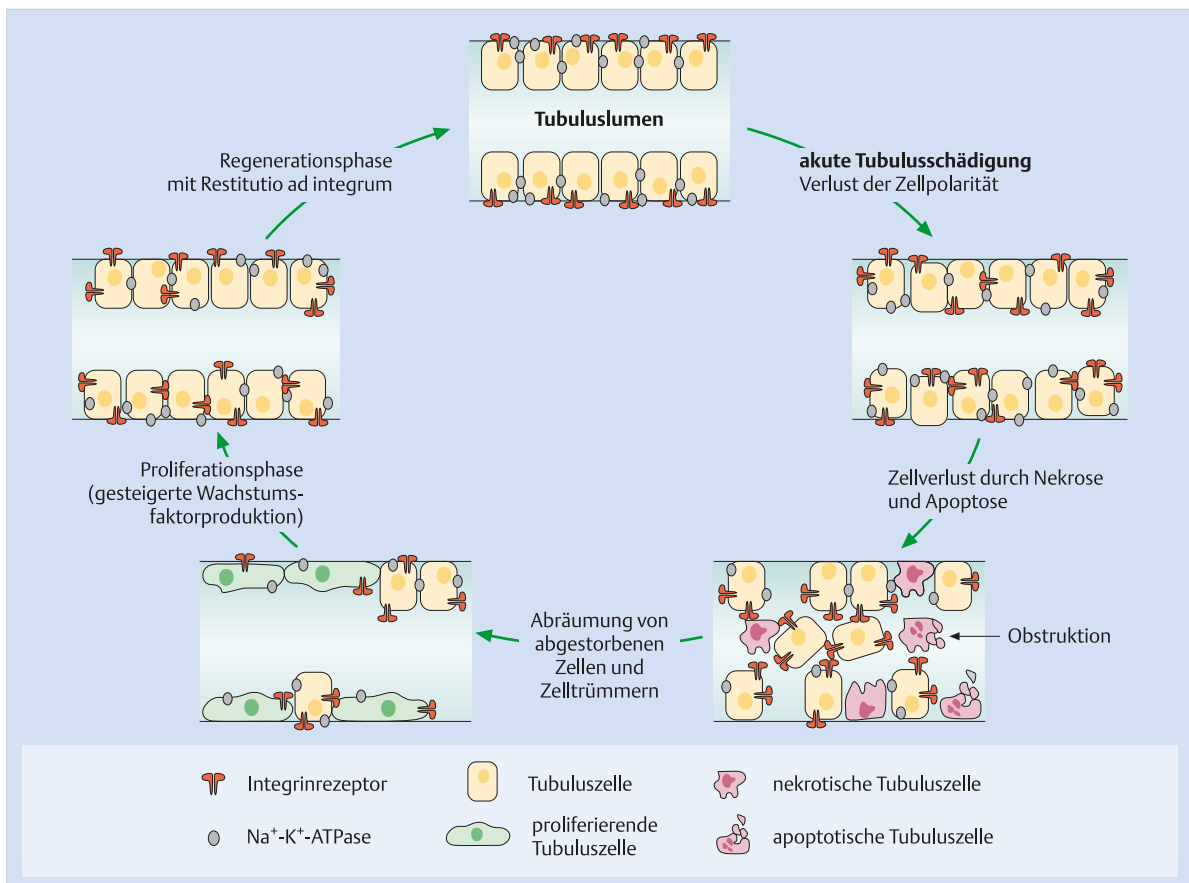 Tubuluslumen
akute Tubulusschädigung
Verlust der Zellpolarität
Zellverlust durch Nekrose
und Apoptose
Obstruktion
Abräumung von
abgestorbenen
Zellen und
Zelltrümmern
Proliferationsphase
(gesteigerte Wachstums-
faktorproduktion)
Regenerationsphase
mit Restitutio ad integrum
Integrinrezeptor
Tubuluszelle
nekrotische Tubuluszelle
Na⁺-K⁺-ATPase
proliferierende
Tubuluszelle
apoptotische Tubuluszelle